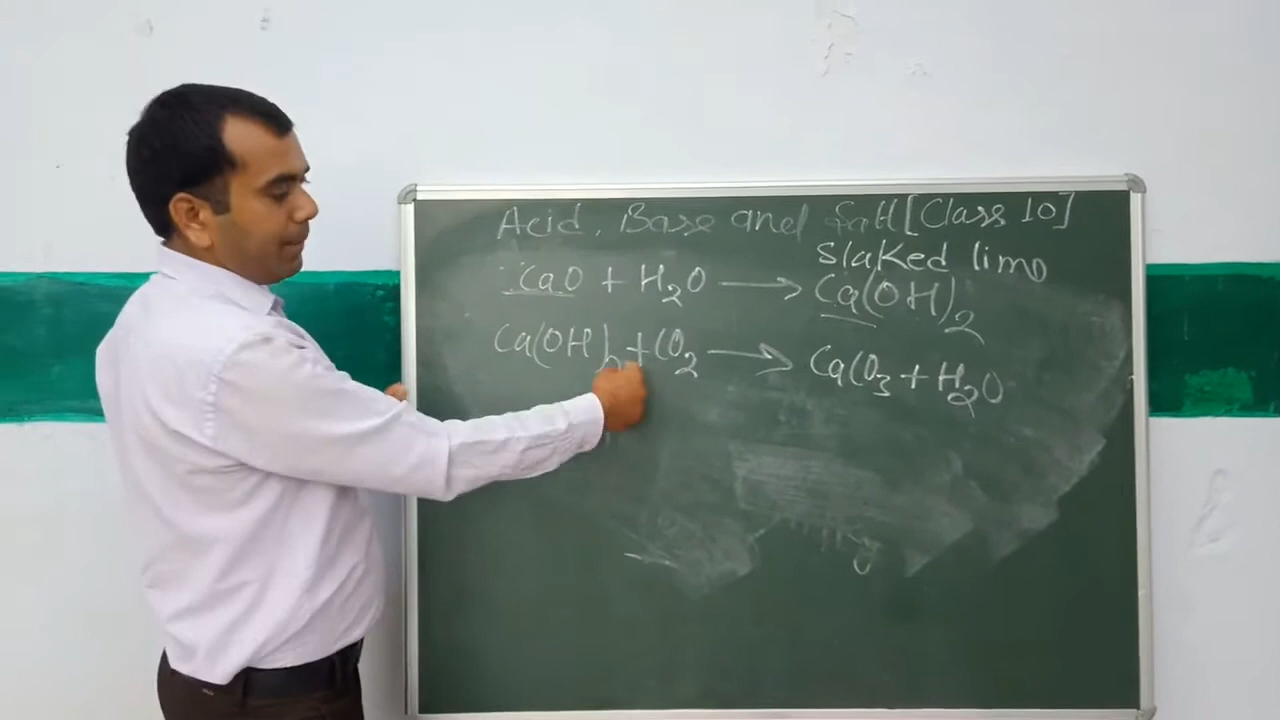 Acid, Base and Salt [Class 10]
Slaked lime
CaO + H2O → Ca(OH)2
Ca(OH)2 + CO2 → CaCO3 + H2O